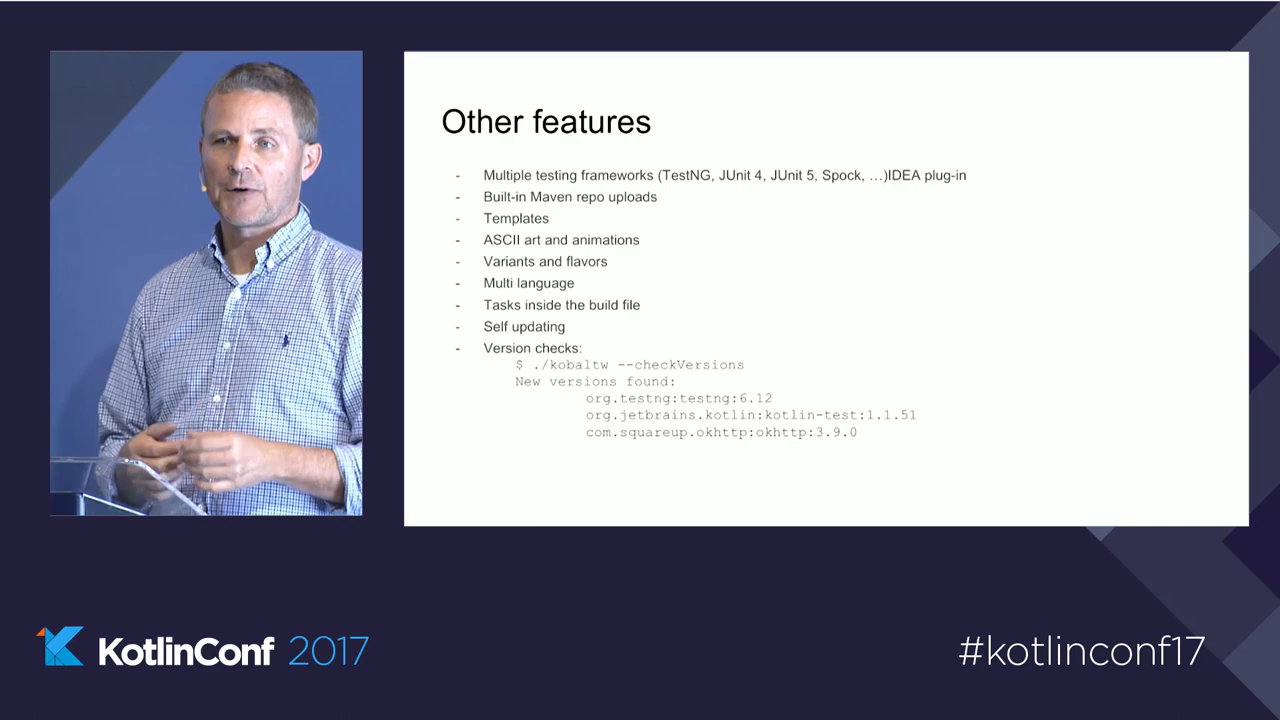 Other features
- Multiple testing frameworks (TestNG, JUnit 4, JUnit 5, Spock, …)IDEA plug-in
- Built-in Maven repo uploads
- Templates
- ASCII art and animations
- Variants and flavors
- Multi language
- Tasks inside the build file
- Self updating
- Version checks:
$ ./kobaltw --checkVersions
New versions found:
org.testng:testng:6.12
org.jetbrains.kotlin:kotlin-test:1.1.51
com.squareup.okhttp:okhttp:3.9.0
KotlinConf 2017
#kotlinconf17